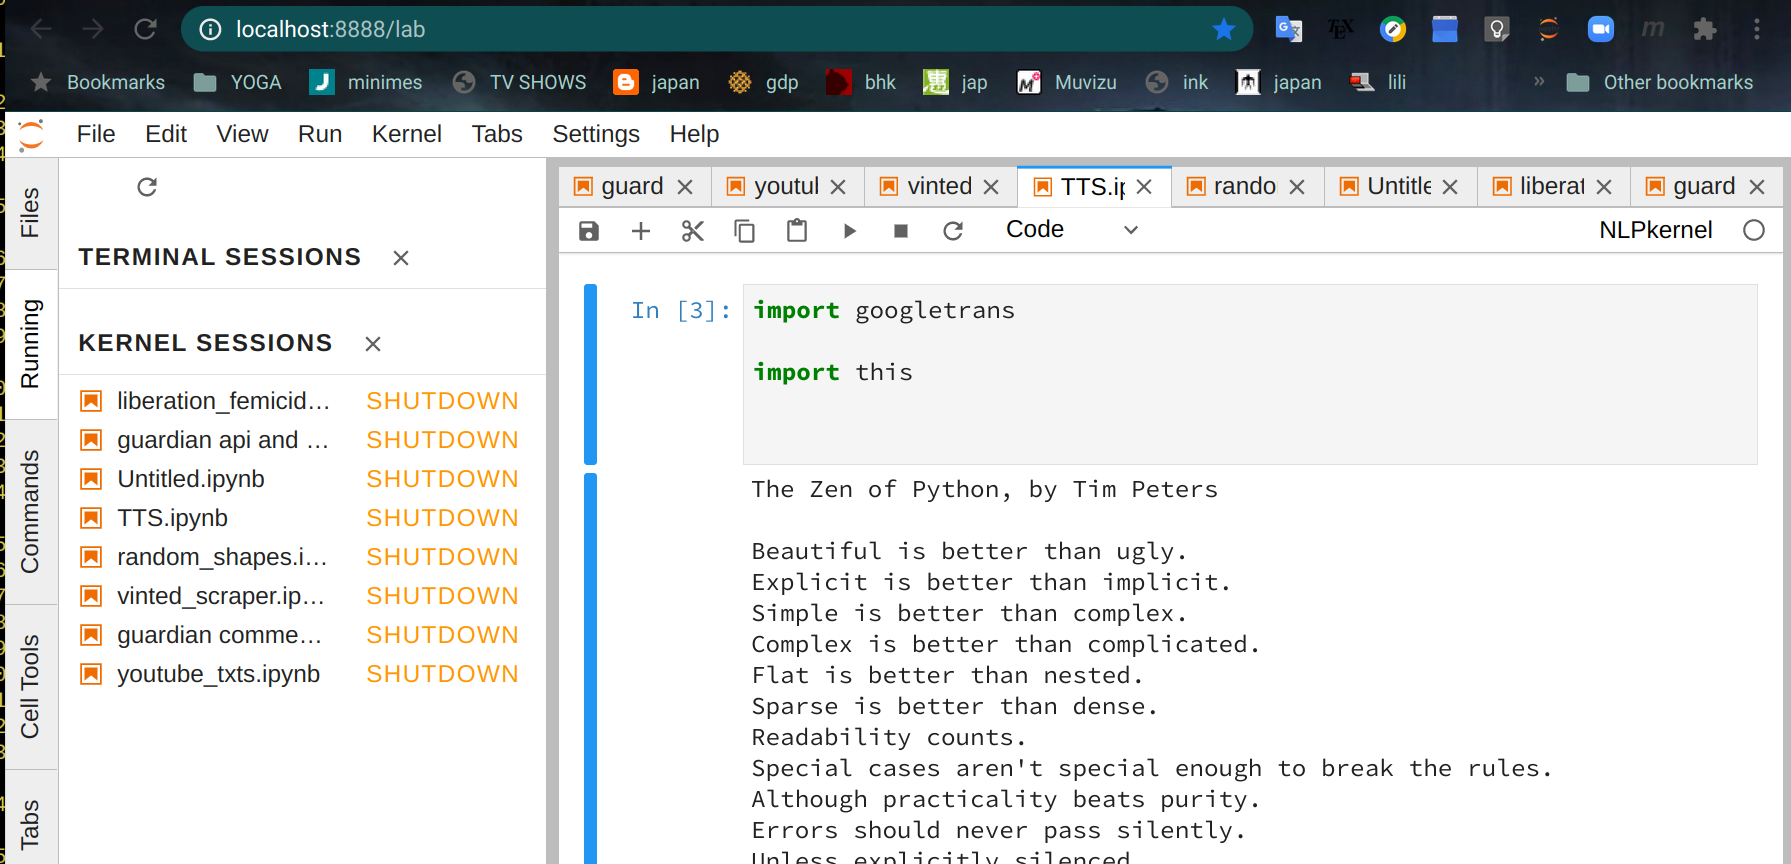 localhost:8888/lab
Bookmarks YOGA minimes TV SHOWS japan gdp bhk jap Muvizu ink japan lili » Other bookmarks
File Edit View Run Kernel Tabs Settings Help
Files
Running
Commands
Cell Tools
Tabs
TERMINAL SESSIONS
KERNEL SESSIONS
liberation_femicid... SHUTDOWN
guardian api and ... SHUTDOWN
Untitled.ipynb SHUTDOWN
TTS.ipynb SHUTDOWN
random_shapes.i... SHUTDOWN
vinted_scraper.ip... SHUTDOWN
guardian comme... SHUTDOWN
youtube_txts.ipynb SHUTDOWN
guard youtul vinted TTS.ip rando Untitle liberat guard
Code NLPkernel
In [3]: import googletrans
import this
The Zen of Python, by Tim Peters
Beautiful is better than ugly.
Explicit is better than implicit.
Simple is better than complex.
Complex is better than complicated.
Flat is better than nested.
Sparse is better than dense.
Readability counts.
Special cases aren't special enough to break the rules.
Although practicality beats purity.
Errors should never pass silently.
Unless explicitly silenced.